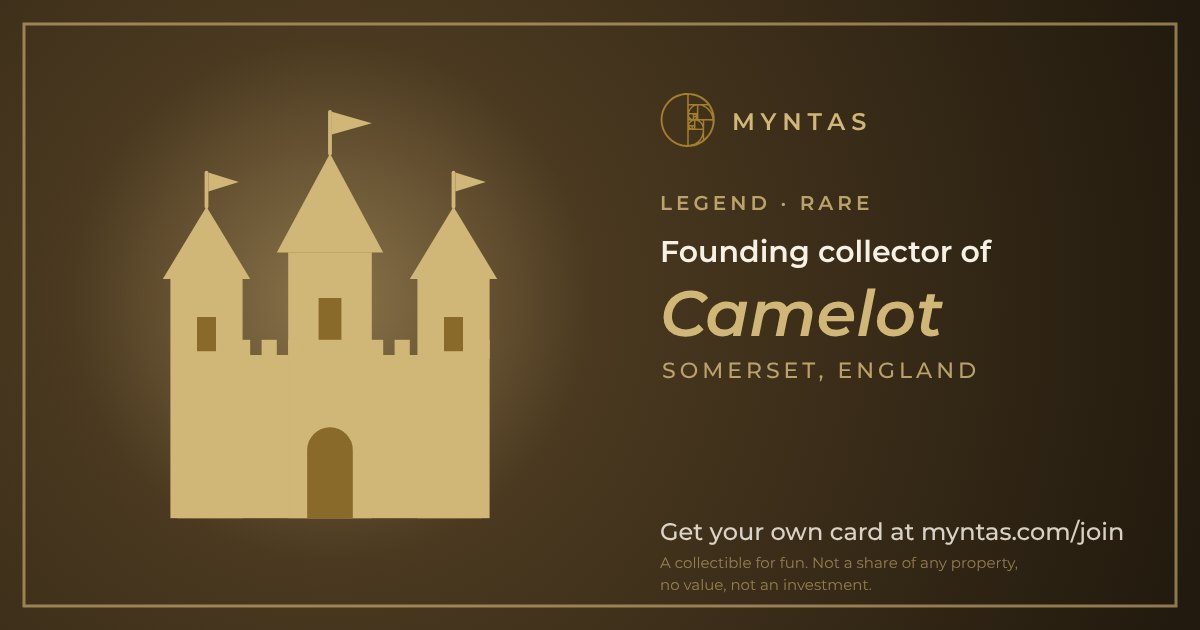 MYNTAS
LEGEND · RARE
Founding collector of
Camelot
SOMERSET, ENGLAND
Get your own card at myntas.com/join
A collectible for fun. Not a share of any property,
no value, not an investment.